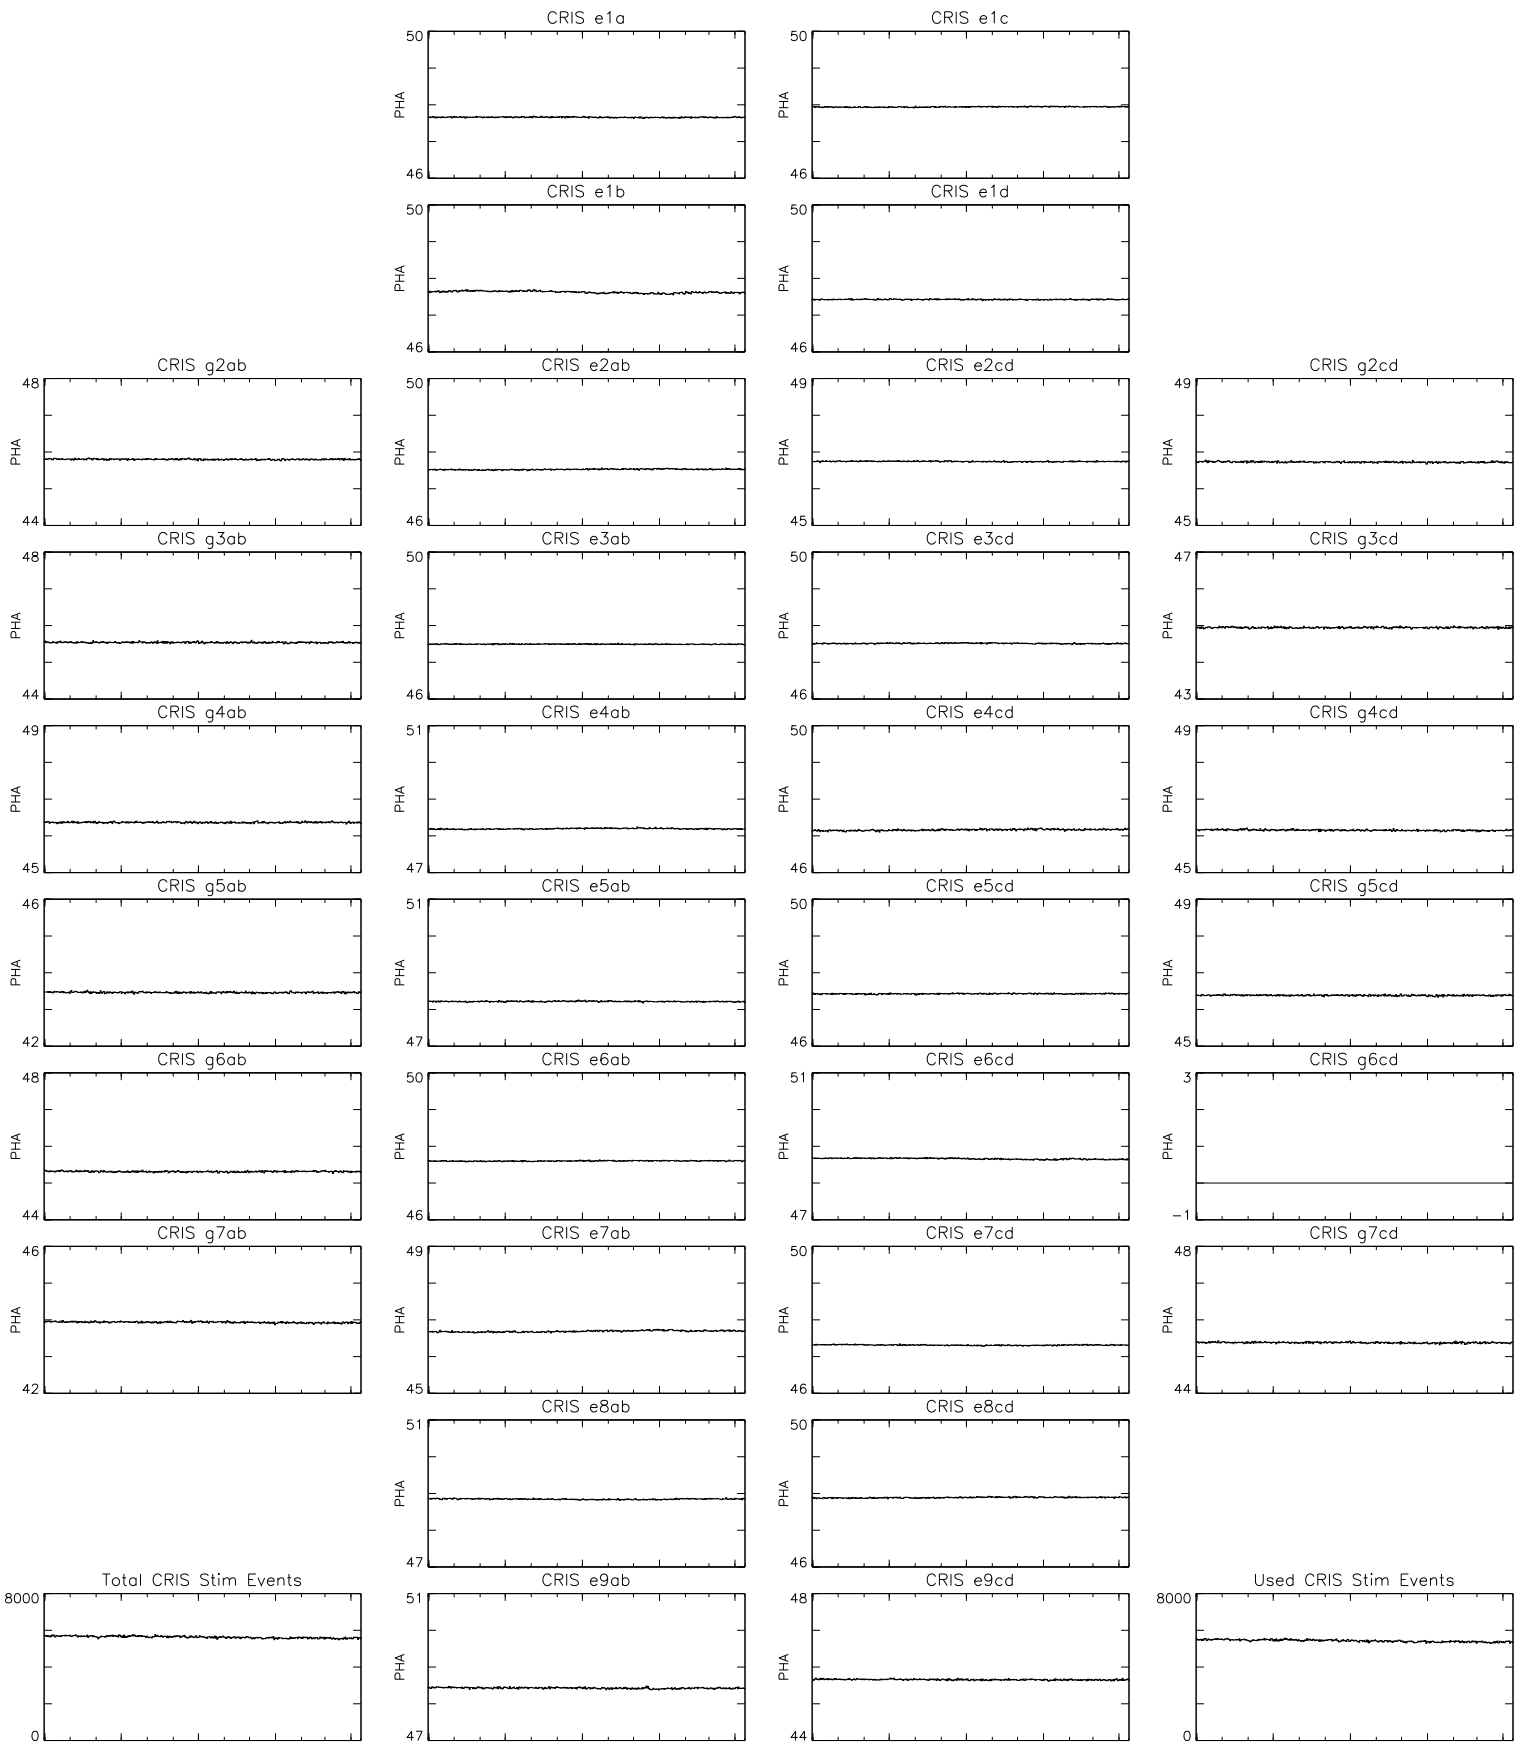 CRIS e1a
50
PHA
46
CRIS e1c
50
PHA
46
CRIS e1b
50
PHA
46
CRIS e1d
50
PHA
46
CRIS g2ab
48
PHA
44
CRIS e2ab
50
PHA
46
CRIS e2cd
49
PHA
45
CRIS g2cd
49
PHA
45
CRIS g3ab
48
PHA
44
CRIS e3ab
50
PHA
46
CRIS e3cd
50
PHA
46
CRIS g3cd
47
PHA
43
CRIS g4ab
49
PHA
45
CRIS e4ab
51
PHA
47
CRIS e4cd
50
PHA
46
CRIS g4cd
49
PHA
45
CRIS g5ab
46
PHA
42
CRIS e5ab
51
PHA
47
CRIS e5cd
50
PHA
46
CRIS g5cd
49
PHA
45
CRIS g6ab
48
PHA
44
CRIS e6ab
50
PHA
46
CRIS e6cd
51
PHA
47
CRIS g6cd
3
PHA
-1
CRIS g7ab
46
PHA
42
CRIS e7ab
49
PHA
45
CRIS e7cd
50
PHA
46
CRIS g7cd
48
PHA
44
CRIS e8ab
51
PHA
47
CRIS e8cd
50
PHA
46
Total CRIS Stim Events
8000
0
CRIS e9ab
51
PHA
47
CRIS e9cd
48
PHA
44
Used CRIS Stim Events
8000
0